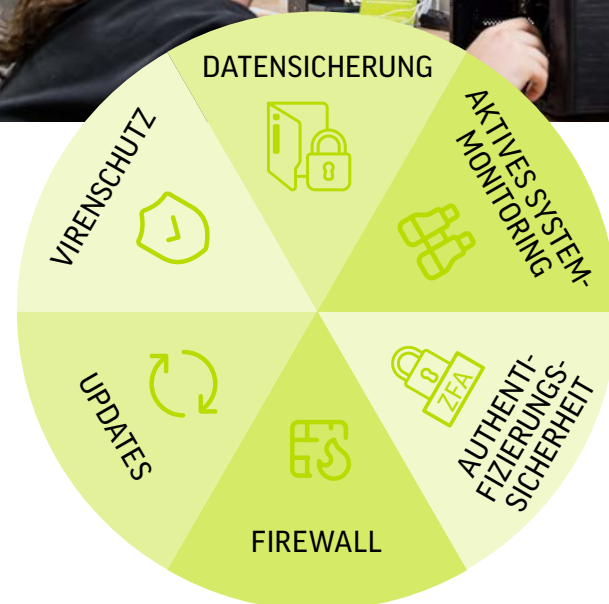 DATENSICHERUNG
AKTIVES SYSTEM-
MONITORING
ZFA
AUTHENTI-
FIZIERUNGS-
SICHERHEIT
FIREWALL
UPDATES
VIRENSCHUTZ